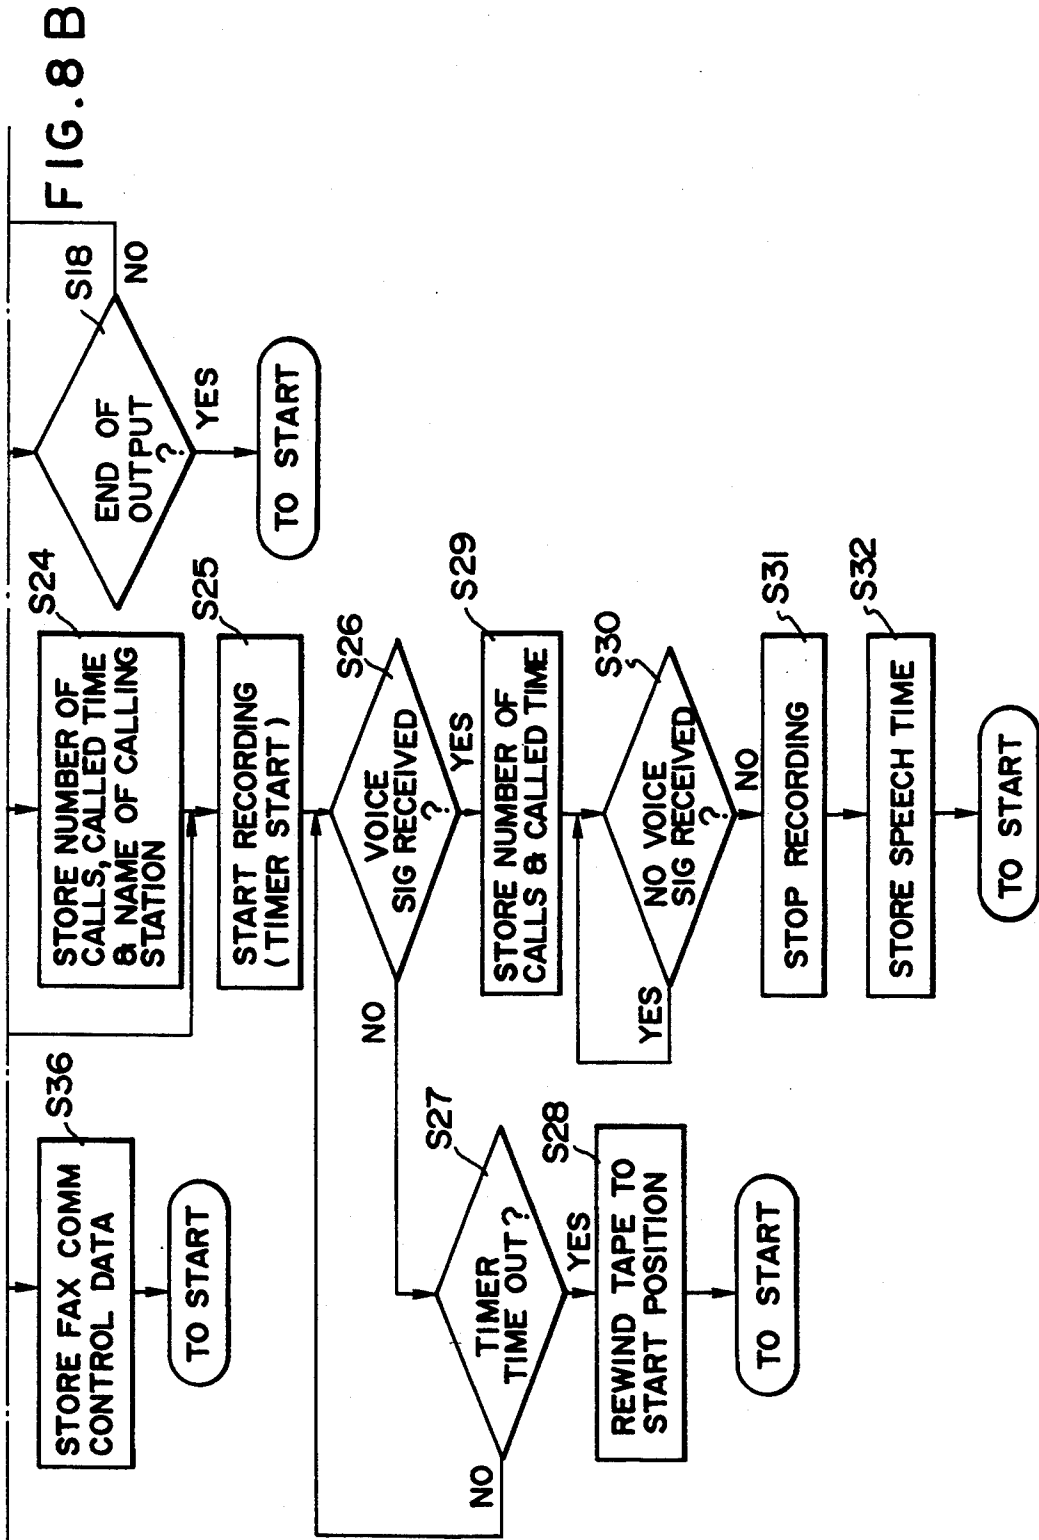 FIG.8B
S36
STORE FAX COMM
CONTROL DATA
TO START
S24
STORE NUMBER OF
CALLS, CALLED TIME
& NAME OF CALLING
STATION
S25
START RECORDING
(TIMER START)
S26
VOICE
SIG RECEIVED
?
NO
YES
S27
TIMER
TIME OUT?
NO
YES
S28
REWIND TAPE TO
START POSITION
TO START
S29
STORE NUMBER OF
CALLS & CALLED TIME
S30
NO VOICE
SIG RECEIVED
?
YES
NO
S31
STOP RECORDING
S32
STORE SPEECH TIME
TO START
S18
END OF
OUTPUT
?
NO
YES
TO START